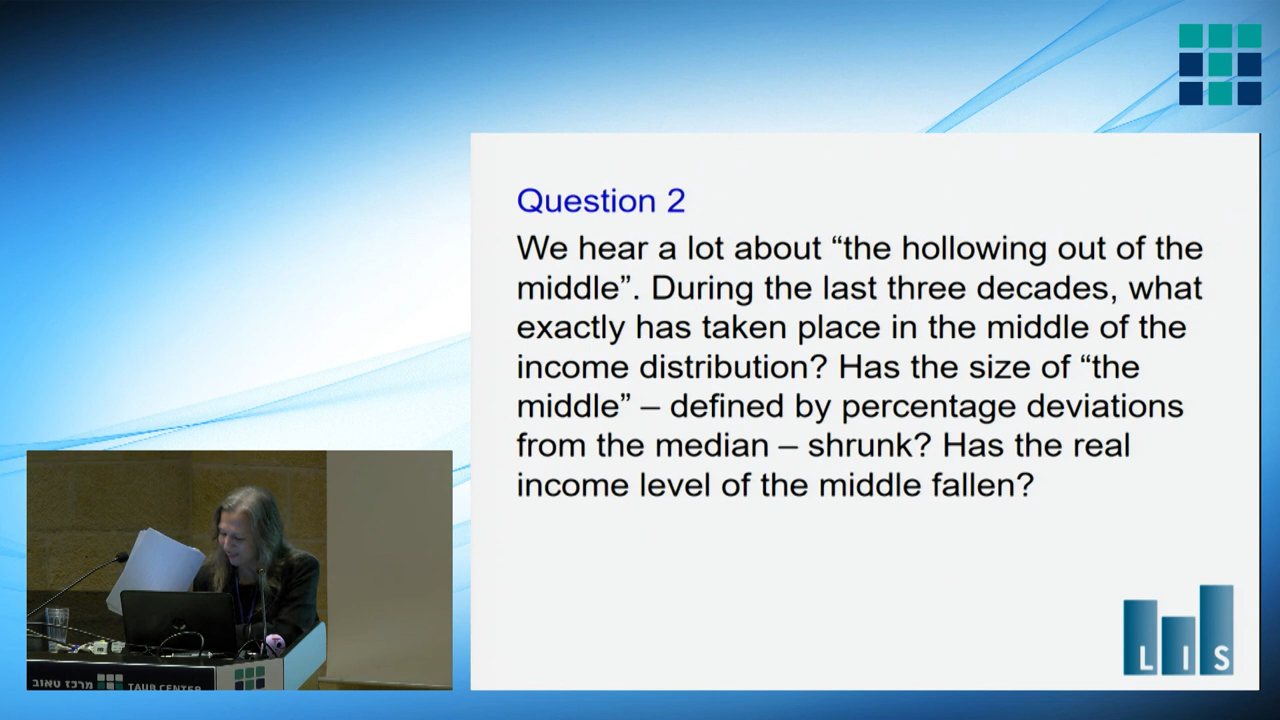 Question 2
We hear a lot about “the hollowing out of the
middle”. During the last three decades, what
exactly has taken place in the middle of the
income distribution? Has the size of “the
middle” – defined by percentage deviations
from the median – shrunk? Has the real
income level of the middle fallen?
LIS
מרכז טאוב TAUB CENTER